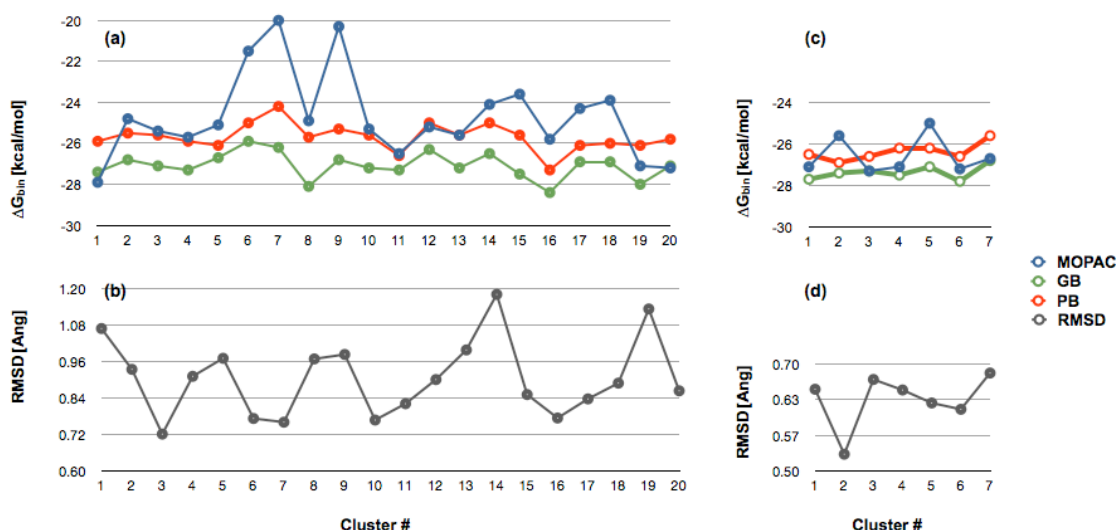 (a)
ΔGbin [kcal/mol]
-20
-22
-24
-26
-28
-30
1 2 3 4 5 6 7 8 9 10 11 12 13 14 15 16 17 18 19 20
(c)
ΔGbin [kcal/mol]
-24
-26
-28
-30
1 2 3 4 5 6 7
MOPAC
GB
PB
RMSD
(b)
RMSD [Ang]
1.20
1.08
0.96
0.84
0.72
0.60
1 2 3 4 5 6 7 8 9 10 11 12 13 14 15 16 17 18 19 20
Cluster #
(d)
RMSD [Ang]
0.70
0.63
0.57
0.50
1 2 3 4 5 6 7
Cluster #